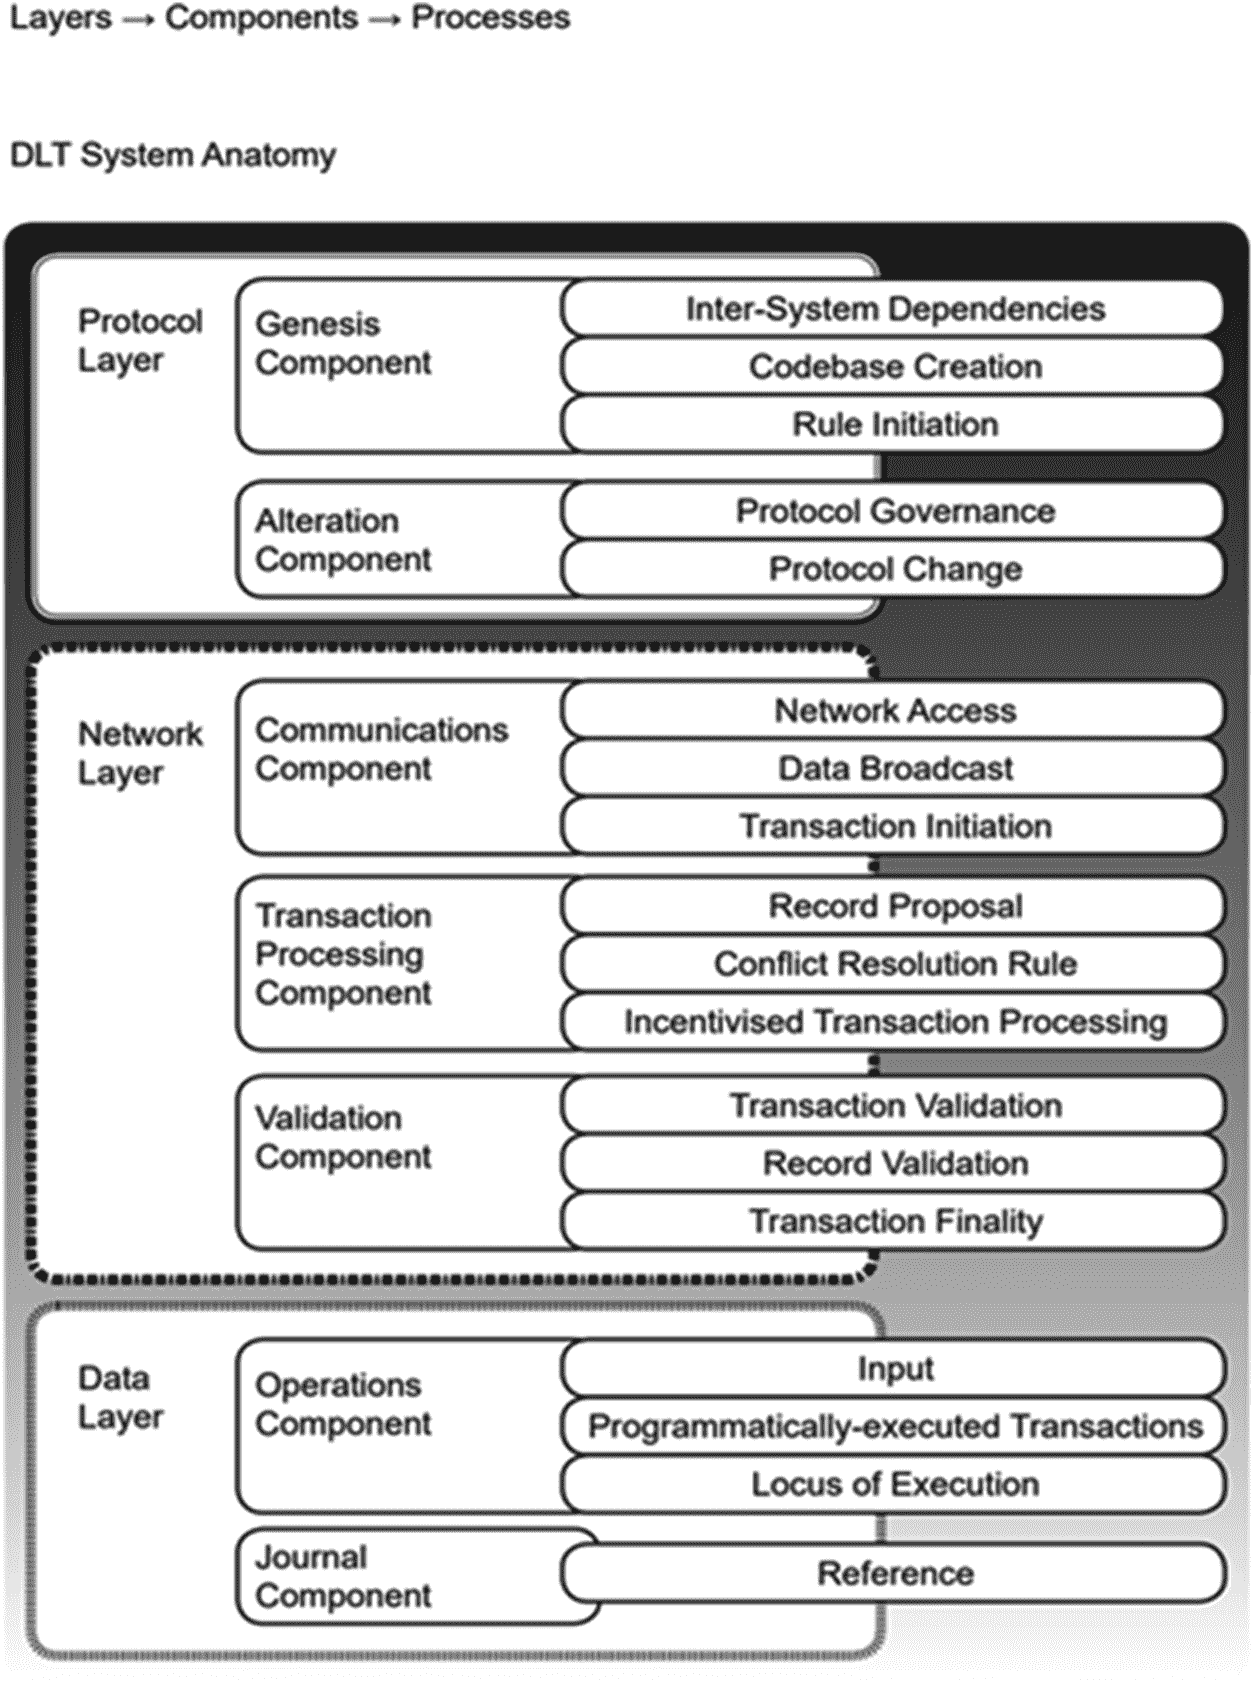 Layers → Components → Processes
DLT System Anatomy
Protocol
Layer
Genesis
Component
Inter-System Dependencies
Codebase Creation
Rule Initiation
Alteration
Component
Protocol Governance
Protocol Change
Network
Layer
Communications
Component
Network Access
Data Broadcast
Transaction Initiation
Transaction
Processing
Component
Record Proposal
Conflict Resolution Rule
Incentivised Transaction Processing
Validation
Component
Transaction Validation
Record Validation
Transaction Finality
Data
Layer
Operations
Component
Input
Programmatically-executed Transactions
Locus of Execution
Journal
Component
Reference